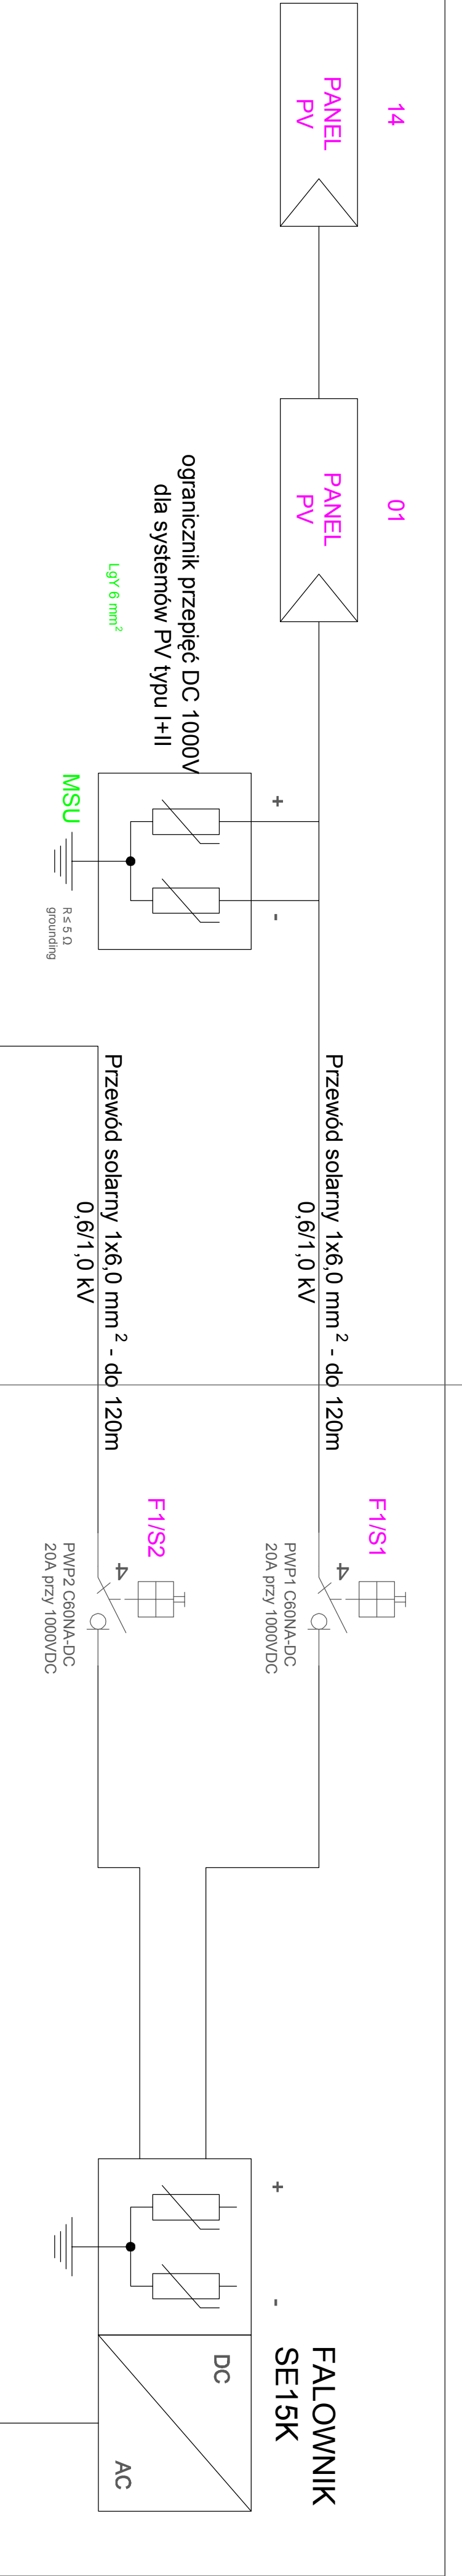 14
PANEL
PV
01
PANEL
PV
ogranicznik przepięć DC 1000V
dla systemów PV typu I+II
LgY 6 mm²
+
-
MSU
R ≤ 5 Ω
grounding
Przewód solarny 1x6,0 mm² - do 120m
0,6/1,0 kV
Przewód solarny 1x6,0 mm² - do 120m
0,6/1,0 kV
F1/S1
4
PWP1 C60NA-DC
20A przy 1000VDC
F1/S2
4
PWP2 C60NA-DC
20A przy 1000VDC
+
-
FALOWNIK
SE15K
DC
AC